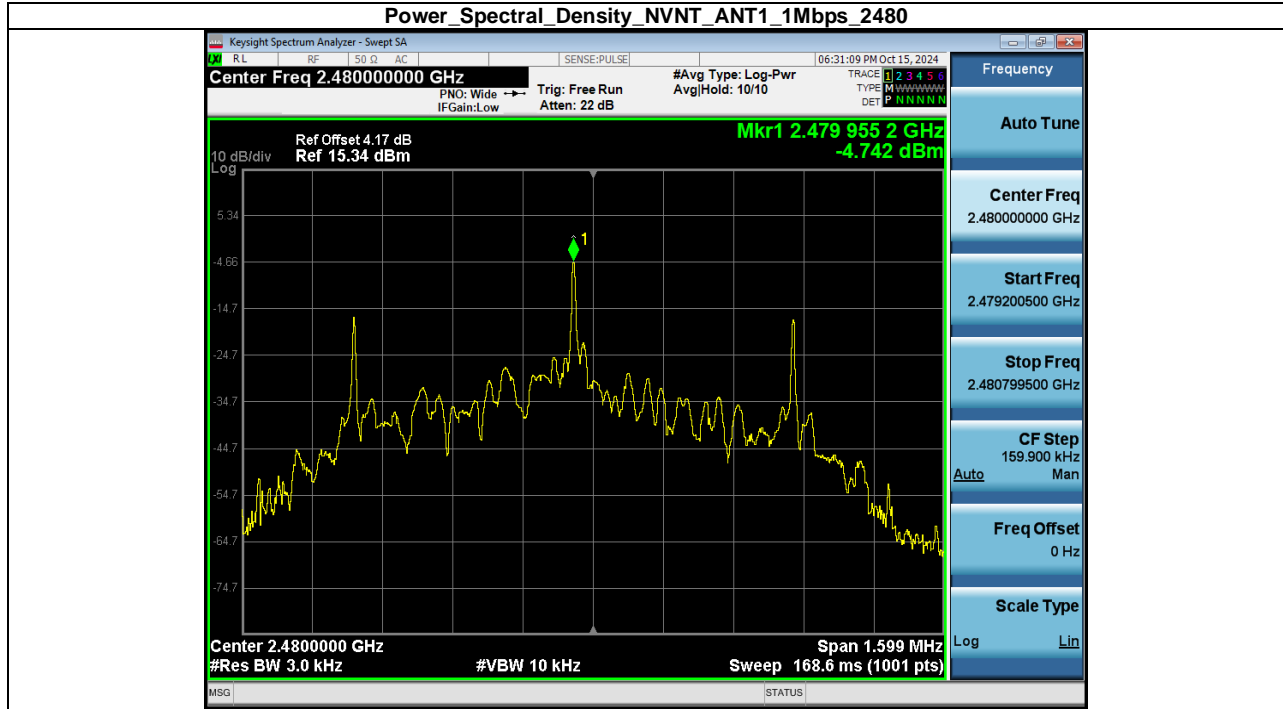 Power_Spectral_Density_NVNT_ANT1_1Mbps_2480
Keysight Spectrum Analyzer - Swept SA
LXI RL RF 50 Ω AC SENSE:PULSE 06:31:09 PM Oct 15, 2024
Center Freq 2.480000000 GHz
PNO: Wide
IFGain:Low
Trig: Free Run
Atten: 22 dB
#Avg Type: Log-Pwr
Avg|Hold: 10/10
TRACE 1 2 3 4 5 6
TYPE M WWWWW
DET P N N N N N
Mkr1 2.479 955 2 GHz
-4.742 dBm
Ref Offset 4.17 dB
10 dB/div Ref 15.34 dBm
Log
1
5.34
-4.66
-14.7
-24.7
-34.7
-44.7
-54.7
-64.7
-74.7
Center 2.4800000 GHz Span 1.599 MHz
#Res BW 3.0 kHz #VBW 10 kHz Sweep 168.6 ms (1001 pts)
MSG STATUS
Frequency
Auto Tune
Center Freq
2.480000000 GHz
Start Freq
2.479200500 GHz
Stop Freq
2.480799500 GHz
CF Step
159.900 kHz
Auto Man
Freq Offset
0 Hz
Scale Type
Log Lin